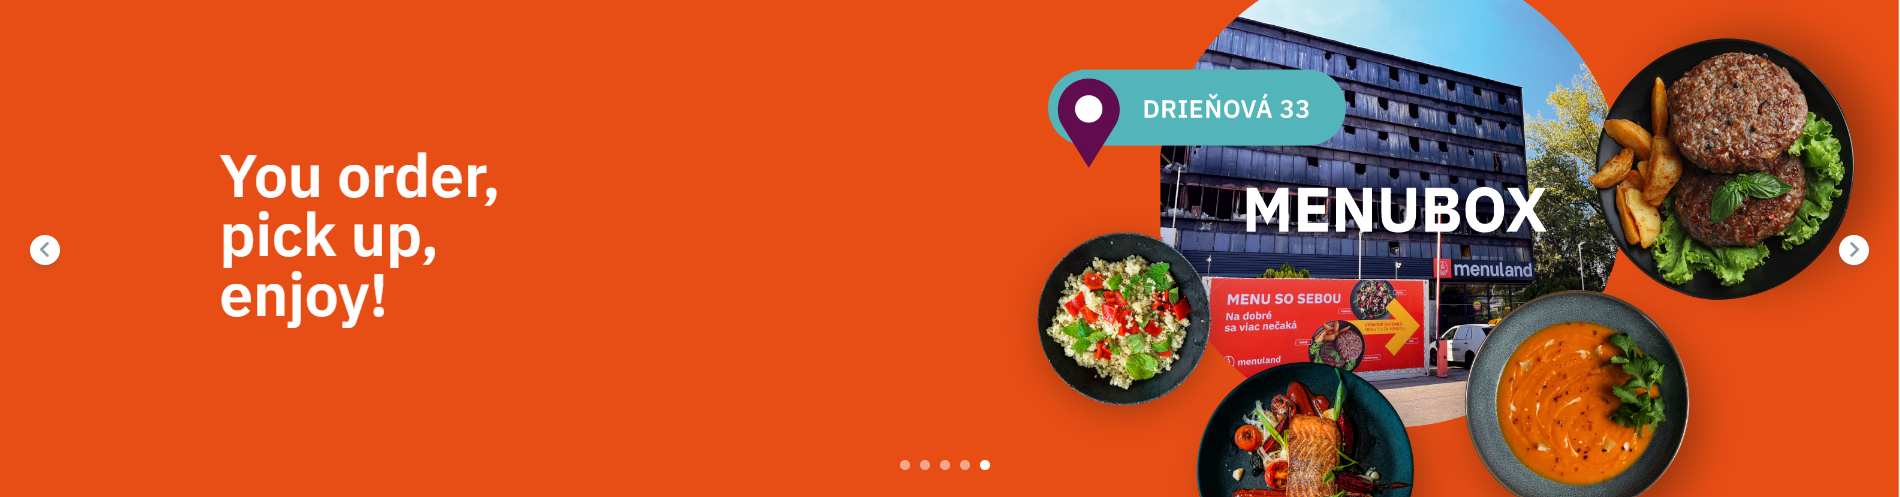 You order,
pick up,
enjoy!
DRIEŇOVÁ 33
MENUBOX
menuland
MENU SO SEBOU
Na dobré
sa viac nečaká
menuland